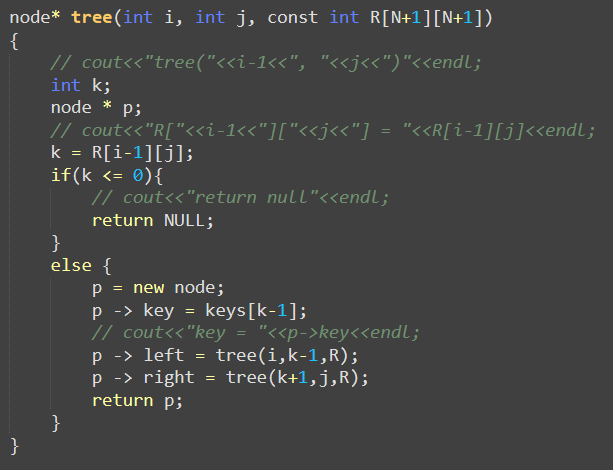 node* tree(int i, int j, const int R[N+1][N+1])
{
// cout<<"tree("<<i-1<<", "<<j<<")"<<endl;
int k;
node * p;
// cout<<"R["<<i-1<<"]["<<j<<"] = "<<R[i-1][j]<<endl;
k = R[i-1][j];
if(k <= 0){
// cout<<"return null"<<endl;
return NULL;
}
else {
p = new node;
p -> key = keys[k-1];
// cout<<"key = "<<p->key<<endl;
p -> left = tree(i,k-1,R);
p -> right = tree(k+1,j,R);
return p;
}
}